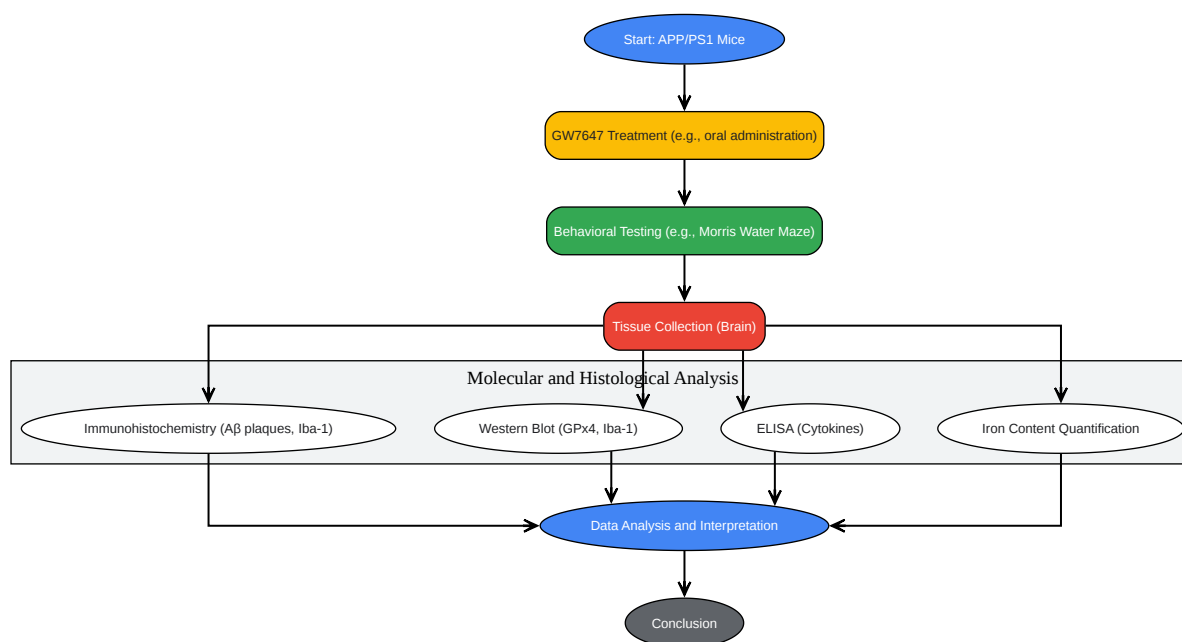 Start: APP/PS1 Mice
GW7647 Treatment (e.g., oral administration)
Behavioral Testing (e.g., Morris Water Maze)
Tissue Collection (Brain)
Molecular and Histological Analysis
Immunohistochemistry (Aβ plaques, Iba-1)
Western Blot (GPx4, Iba-1)
ELISA (Cytokines)
Iron Content Quantification
Data Analysis and Interpretation
Conclusion